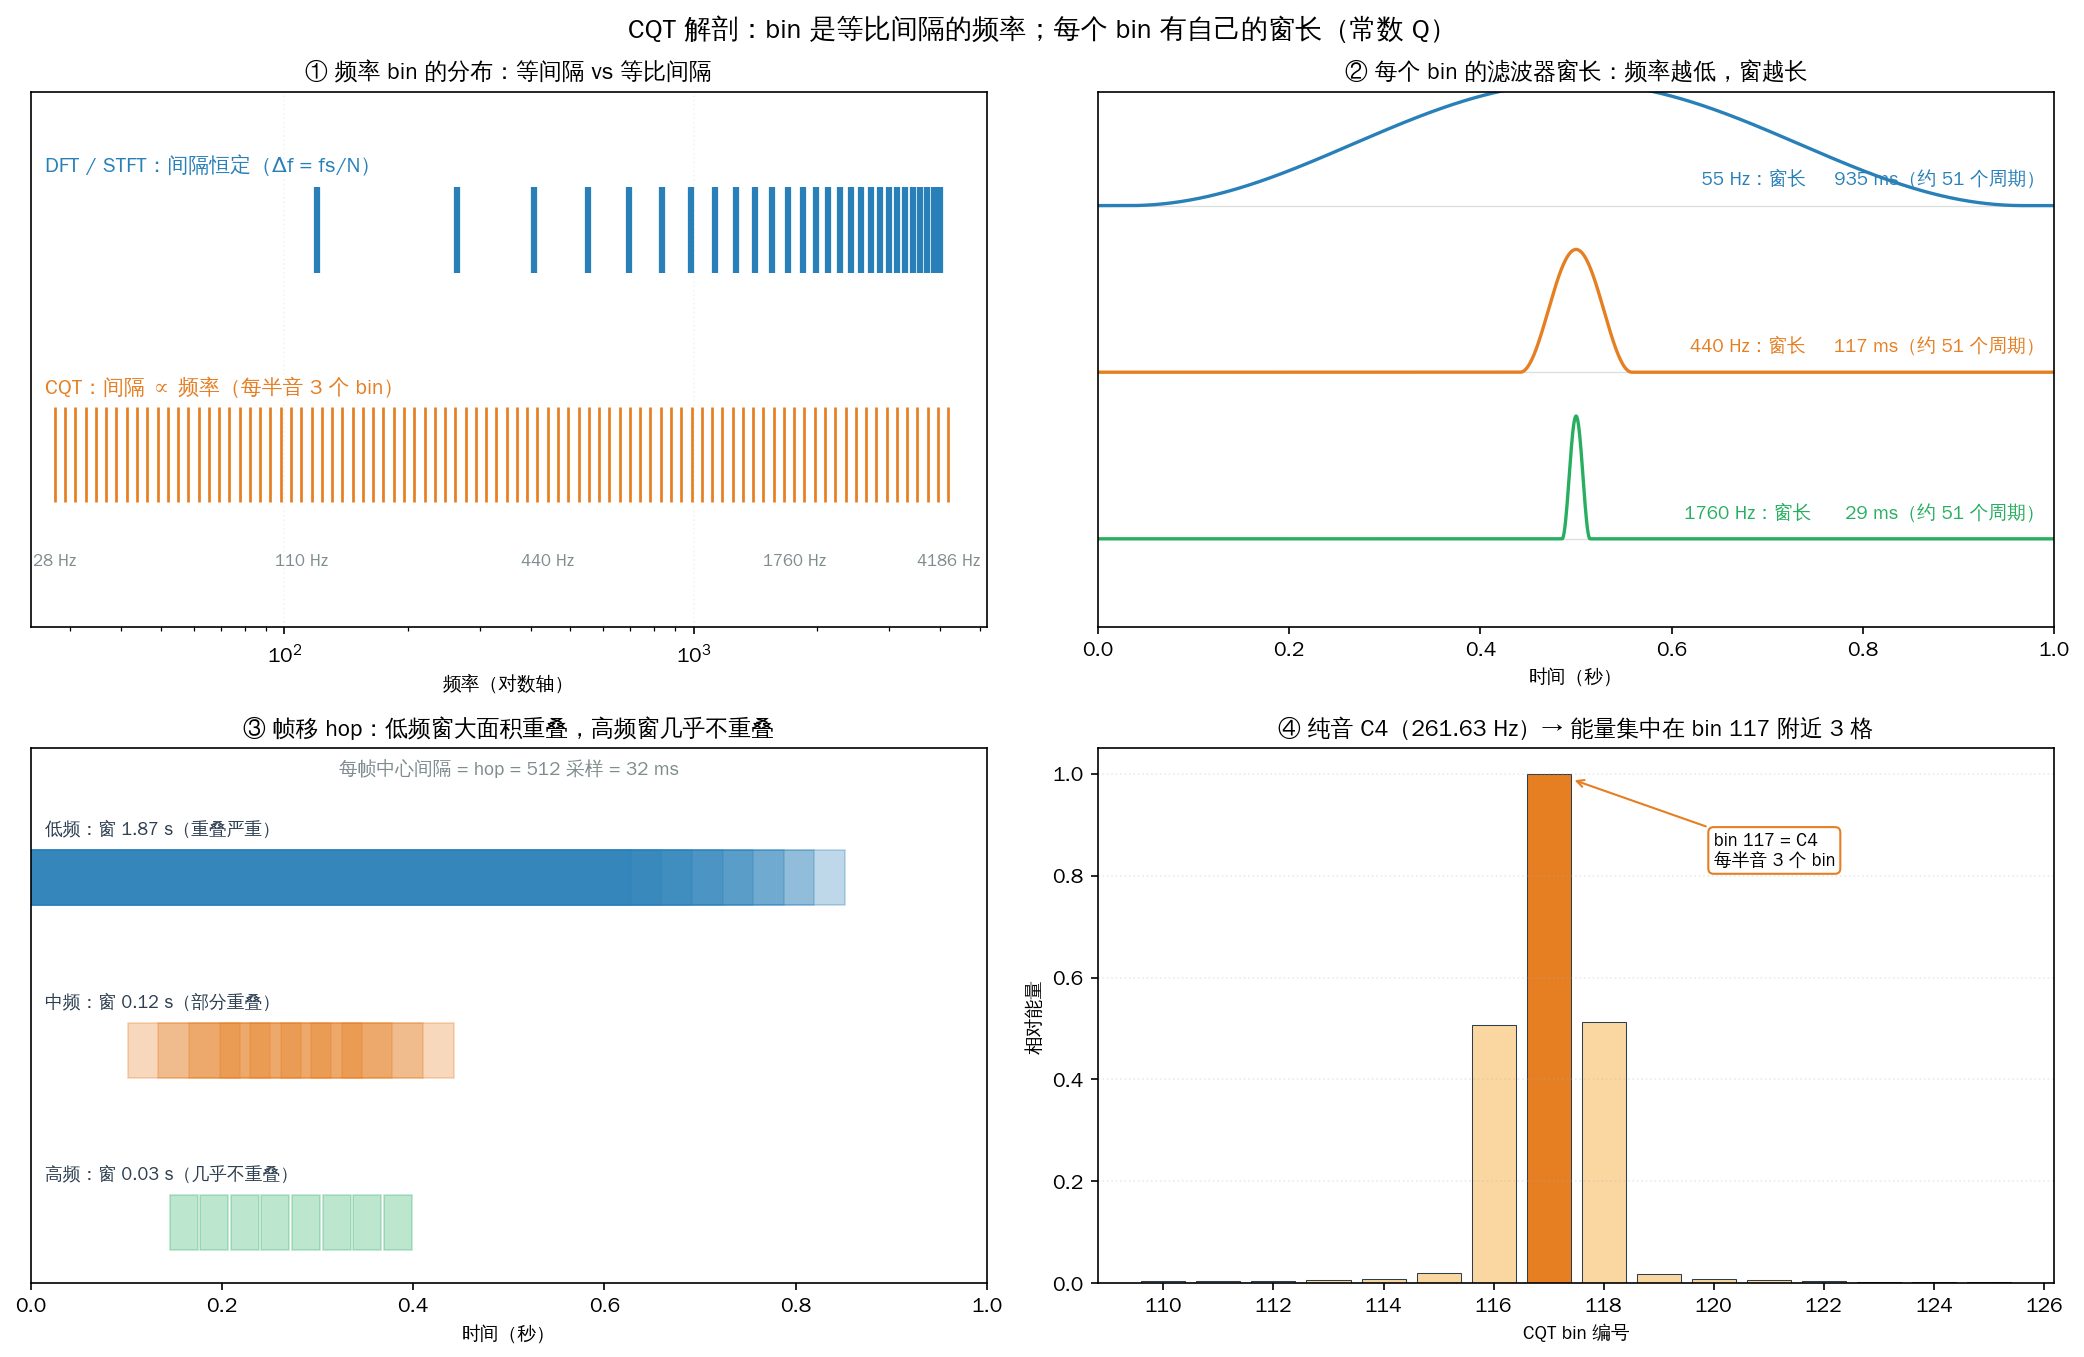 CQT 解剖：bin 是等比间隔的频率；每个 bin 有自己的窗长（常数 Q）
① 频率 bin 的分布：等间隔 vs 等比间隔
DFT / STFT：间隔恒定（Δf = fs/N）
CQT：间隔 ∝ 频率（每半音 3 个 bin）
28 Hz 110 Hz 440 Hz 1760 Hz 4186 Hz
10² 10³
频率（对数轴）
② 每个 bin 的滤波器窗长：频率越低，窗越长
55 Hz：窗长 935 ms（约 51 个周期）
440 Hz：窗长 117 ms（约 51 个周期）
1760 Hz：窗长 29 ms（约 51 个周期）
0.0 0.2 0.4 0.6 0.8 1.0
时间（秒）
③ 帧移 hop：低频窗大面积重叠，高频窗几乎不重叠
每帧中心间隔 = hop = 512 采样 = 32 ms
低频：窗 1.87 s（重叠严重）
中频：窗 0.12 s（部分重叠）
高频：窗 0.03 s（几乎不重叠）
0.0 0.2 0.4 0.6 0.8 1.0
时间（秒）
④ 纯音 C4（261.63 Hz）→ 能量集中在 bin 117 附近 3 格
1.0
0.8
0.6
0.4
0.2
0.0
相对能量
bin 117 = C4
每半音 3 个 bin
110 112 114 116 118 120 122 124 126
CQT bin 编号